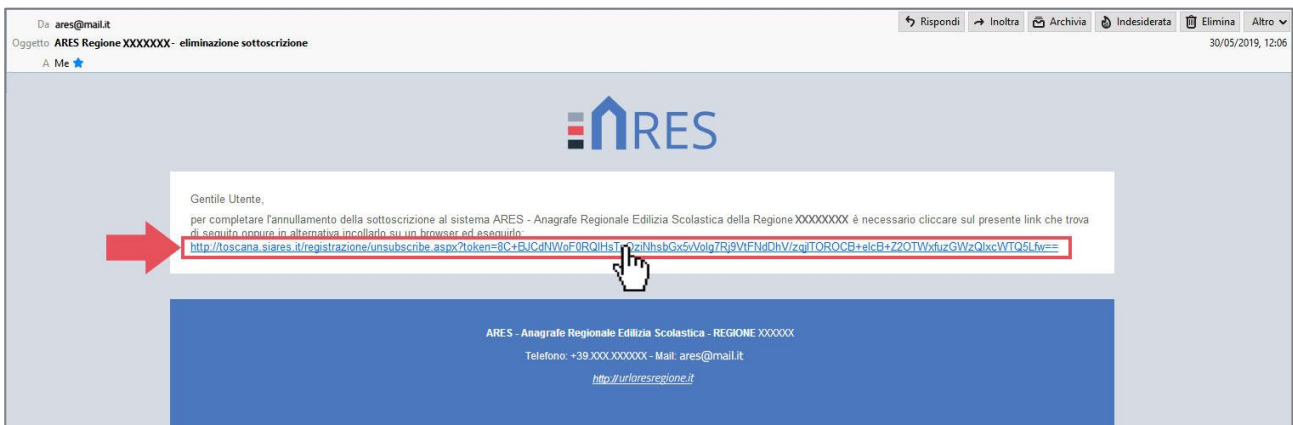 Da ares@mail.it
Rispondi Inoltra Archivia Indesiderata Elimina Altro
Oggetto ARES Regione XXXXXXX - eliminazione sottoscrizione
30/05/2019, 12:06
A Me
ARES
Gentile Utente,
per completare l'annullamento della sottoscrizione al sistema ARES - Anagrafe Regionale Edilizia Scolastica della Regione XXXXXXXX è necessario cliccare sul presente link che trova
di seguito oppure in alternativa incollarlo su un browser ed eseguirlo:
ARES - Anagrafe Regionale Edilizia Scolastica - REGIONE XXXXXX
Telefono: +39.XXX.XXXXXX - Mail: ares@mail.it
http://urlaresregione.it